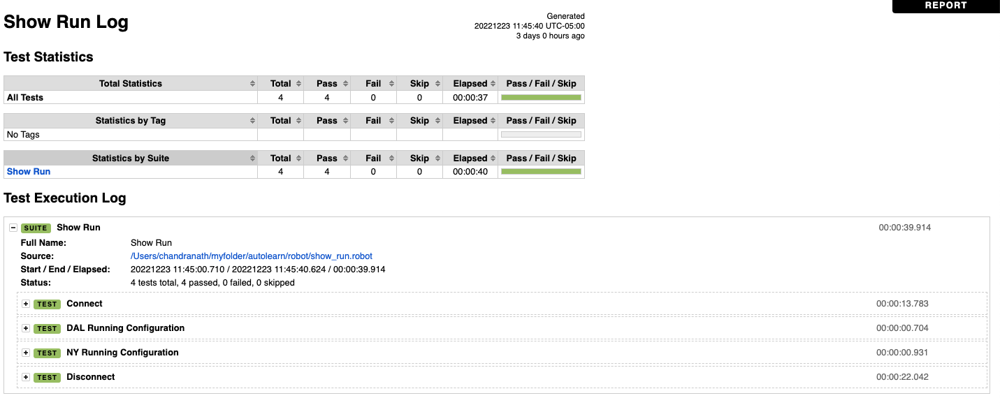 REPORT
Show Run Log
Generated
20221223 11:45:40 UTC-05:00
3 days 0 hours ago
Test Statistics
Total Statistics Total Pass Fail Skip Elapsed Pass / Fail / Skip
All Tests 4 4 0 0 00:00:37
Statistics by Tag Total Pass Fail Skip Elapsed Pass / Fail / Skip
No Tags
Statistics by Suite Total Pass Fail Skip Elapsed Pass / Fail / Skip
Show Run 4 4 0 0 00:00:40
Test Execution Log
SUITE Show Run 00:00:39.914
Full Name: Show Run
Source: /Users/chandranath/myfolder/autolearn/robot/show_run.robot
Start / End / Elapsed: 20221223 11:45:00.710 / 20221223 11:45:40.624 / 00:00:39.914
Status: 4 tests total, 4 passed, 0 failed, 0 skipped
TEST Connect 00:00:13.783
TEST DAL Running Configuration 00:00:00.704
TEST NY Running Configuration 00:00:00.931
TEST Disconnect 00:00:22.042